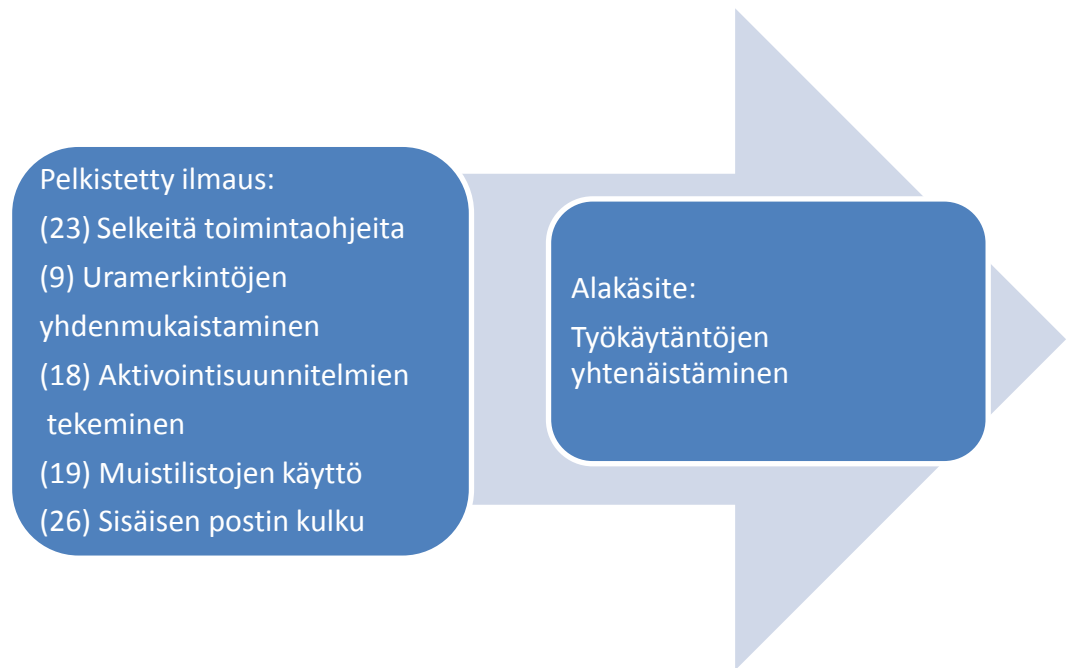 Pelkistetty ilmaus:
(23) Selkeitä toimintaohjeita
(9) Uramerkintöjen
yhdenmukaistaminen
(18) Aktivointisuunnitelmien
tekeminen
(19) Muistilistojen käyttö
(26) Sisäisen postin kulku
Alakäsite:
Työkäytäntöjen
yhtenäistäminen